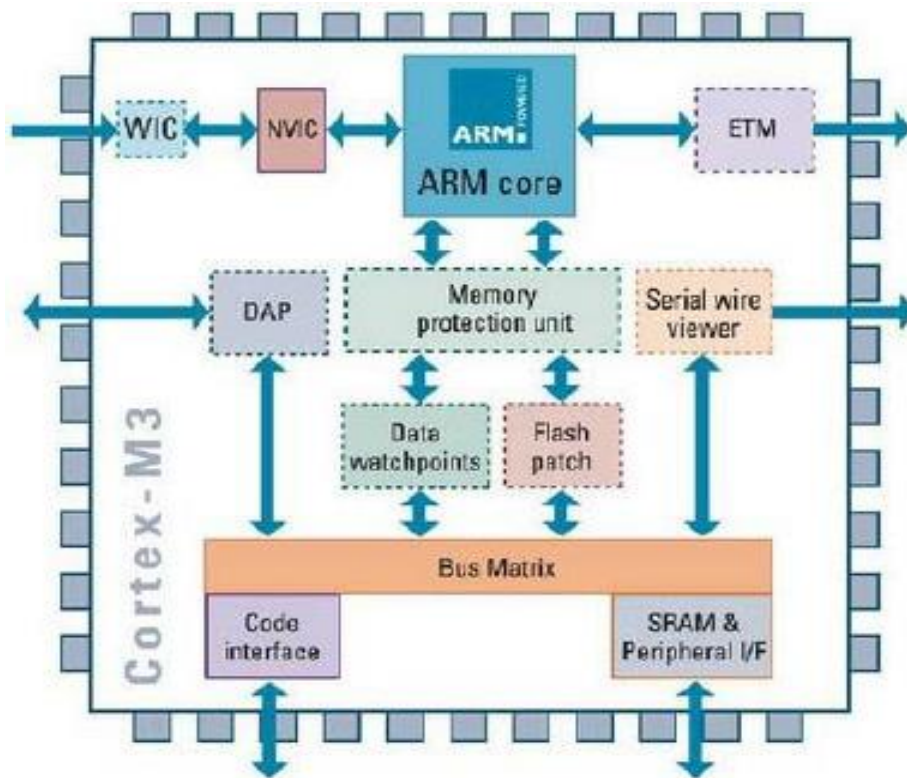 WIC
NVIC
ARM
POWERED
ARM core
ETM
DAP
Memory
protection unit
Serial wire
viewer
Data
watchpoints
Flash
patch
Cortex-M3
Bus Matrix
Code
interface
SRAM &
Peripheral I/F